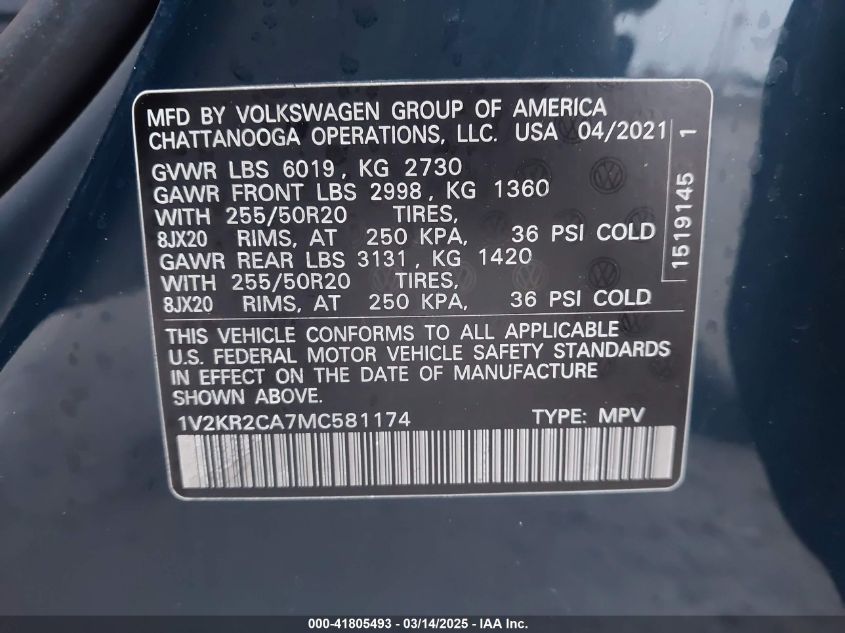 MFD BY VOLKSWAGEN GROUP OF AMERICA
CHATTANOOGA OPERATIONS, LLC. USA 04/2021
GVWR LBS 6019, KG 2730
GAWR FRONT LBS 2998, KG 1360
WITH 255/50R20 TIRES,
8JX20 RIMS, AT 250 KPA, 36 PSI COLD
GAWR REAR LBS 3131, KG 1420
WITH 255/50R20 TIRES,
8JX20 RIMS, AT 250 KPA, 36 PSI COLD
1519145 1
THIS VEHICLE CONFORMS TO ALL APPLICABLE
U.S. FEDERAL MOTOR VEHICLE SAFETY STANDARDS
IN EFFECT ON THE DATE OF MANUFACTURE
SHOWN ABOVE.
1V2KR2CA7MC581174 TYPE: MPV
000-41805493 - 03/14/2025 - IAA Inc.